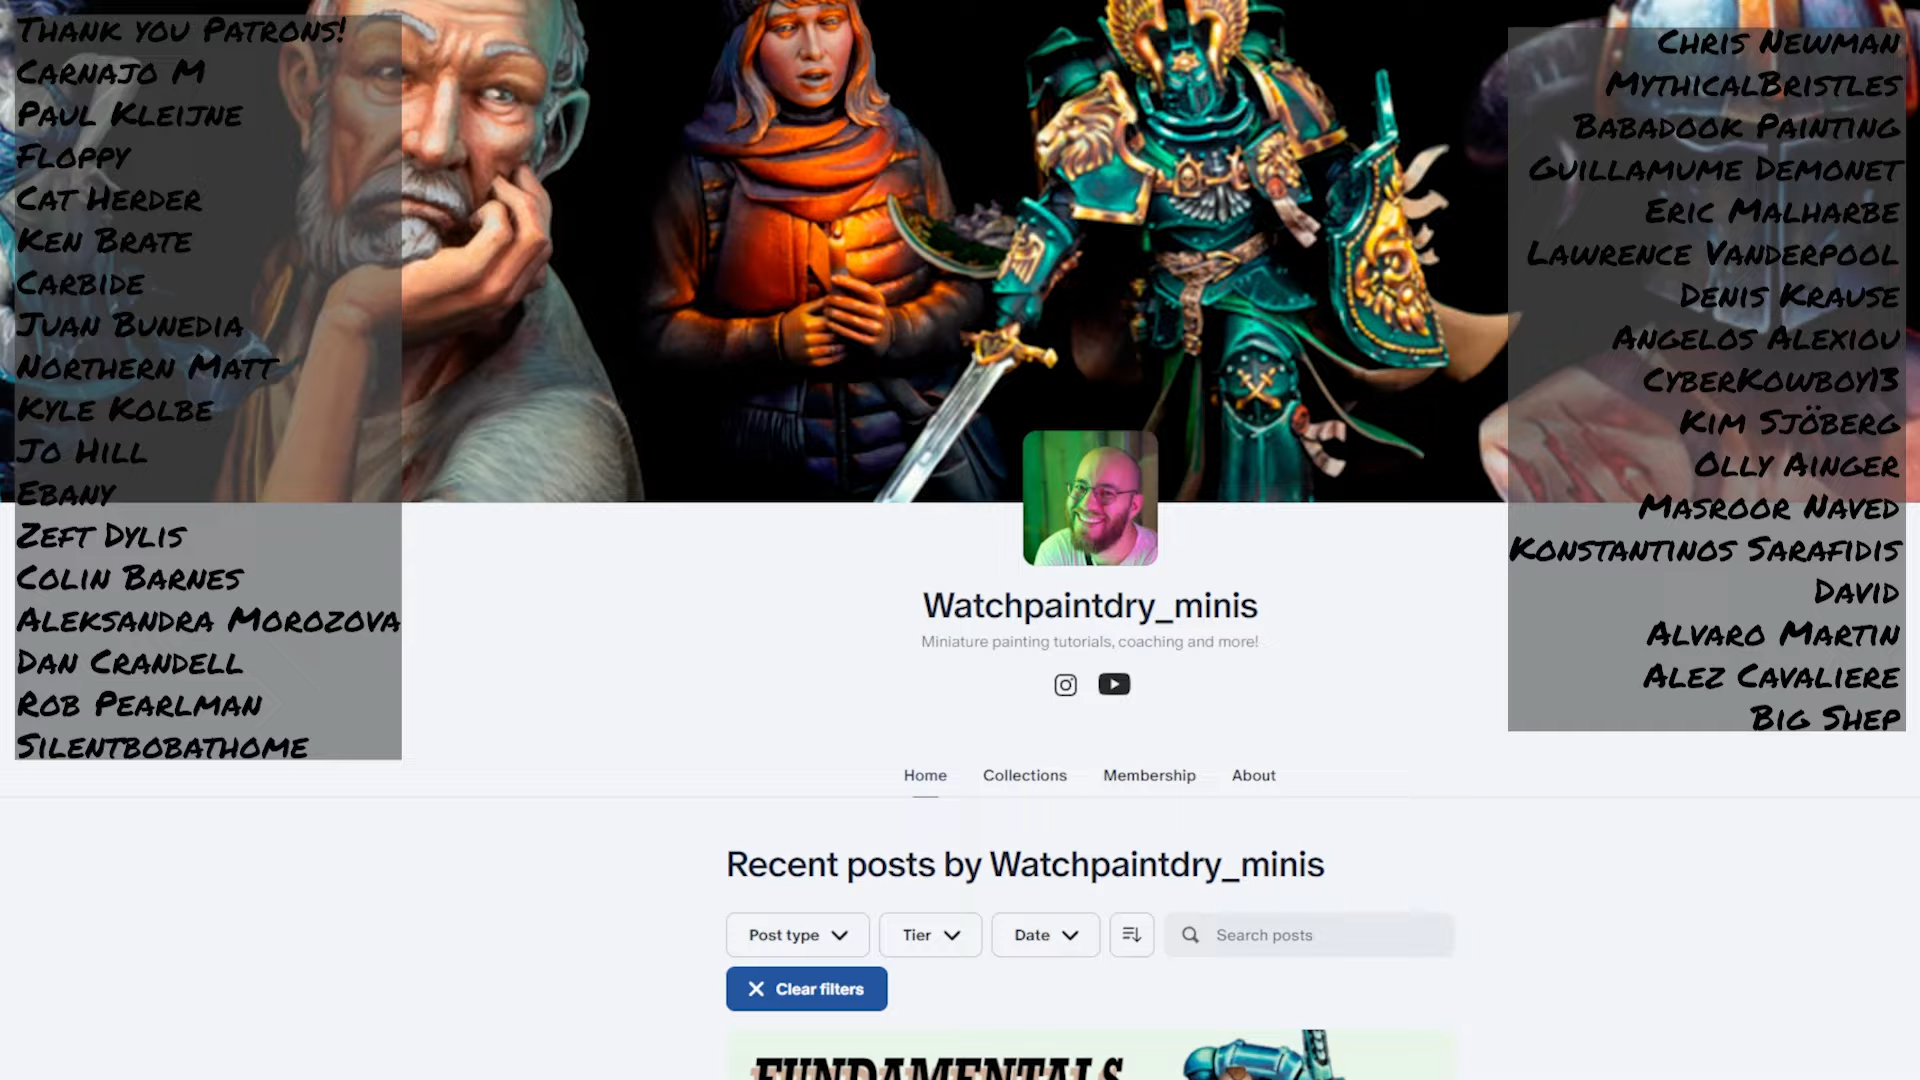 Thank you Patrons!
Carnajo M
Paul Kleijne
Floppy
Cat Herder
Ken Brate
Carbide
Juan Bunedia
Northern Matt
Kyle Kolbe
Jo Hill
Ebany
Zeft Dylis
Colin Barnes
Aleksandra Morozova
Dan Crandell
Rob Pearlman
Silentbobathome
Chris Newman
MythicalBristles
Babadook Painting
Guillamume Demonet
Eric Malharbe
Lawrence Vanderpool
Denis Krause
Angelos Alexiou
CyberKowboy13
Kim Sjöberg
Olly Ainger
Masroor Naved
Konstantinos Sarafidis
David
Alvaro Martin
Alez Cavaliere
Big Shep
Watchpaintdry_minis
Miniature painting tutorials, coaching and more!
Home Collections Membership About
Recent posts by Watchpaintdry_minis
Post type Tier Date Search posts
Clear filters
FUNDAMENTALS